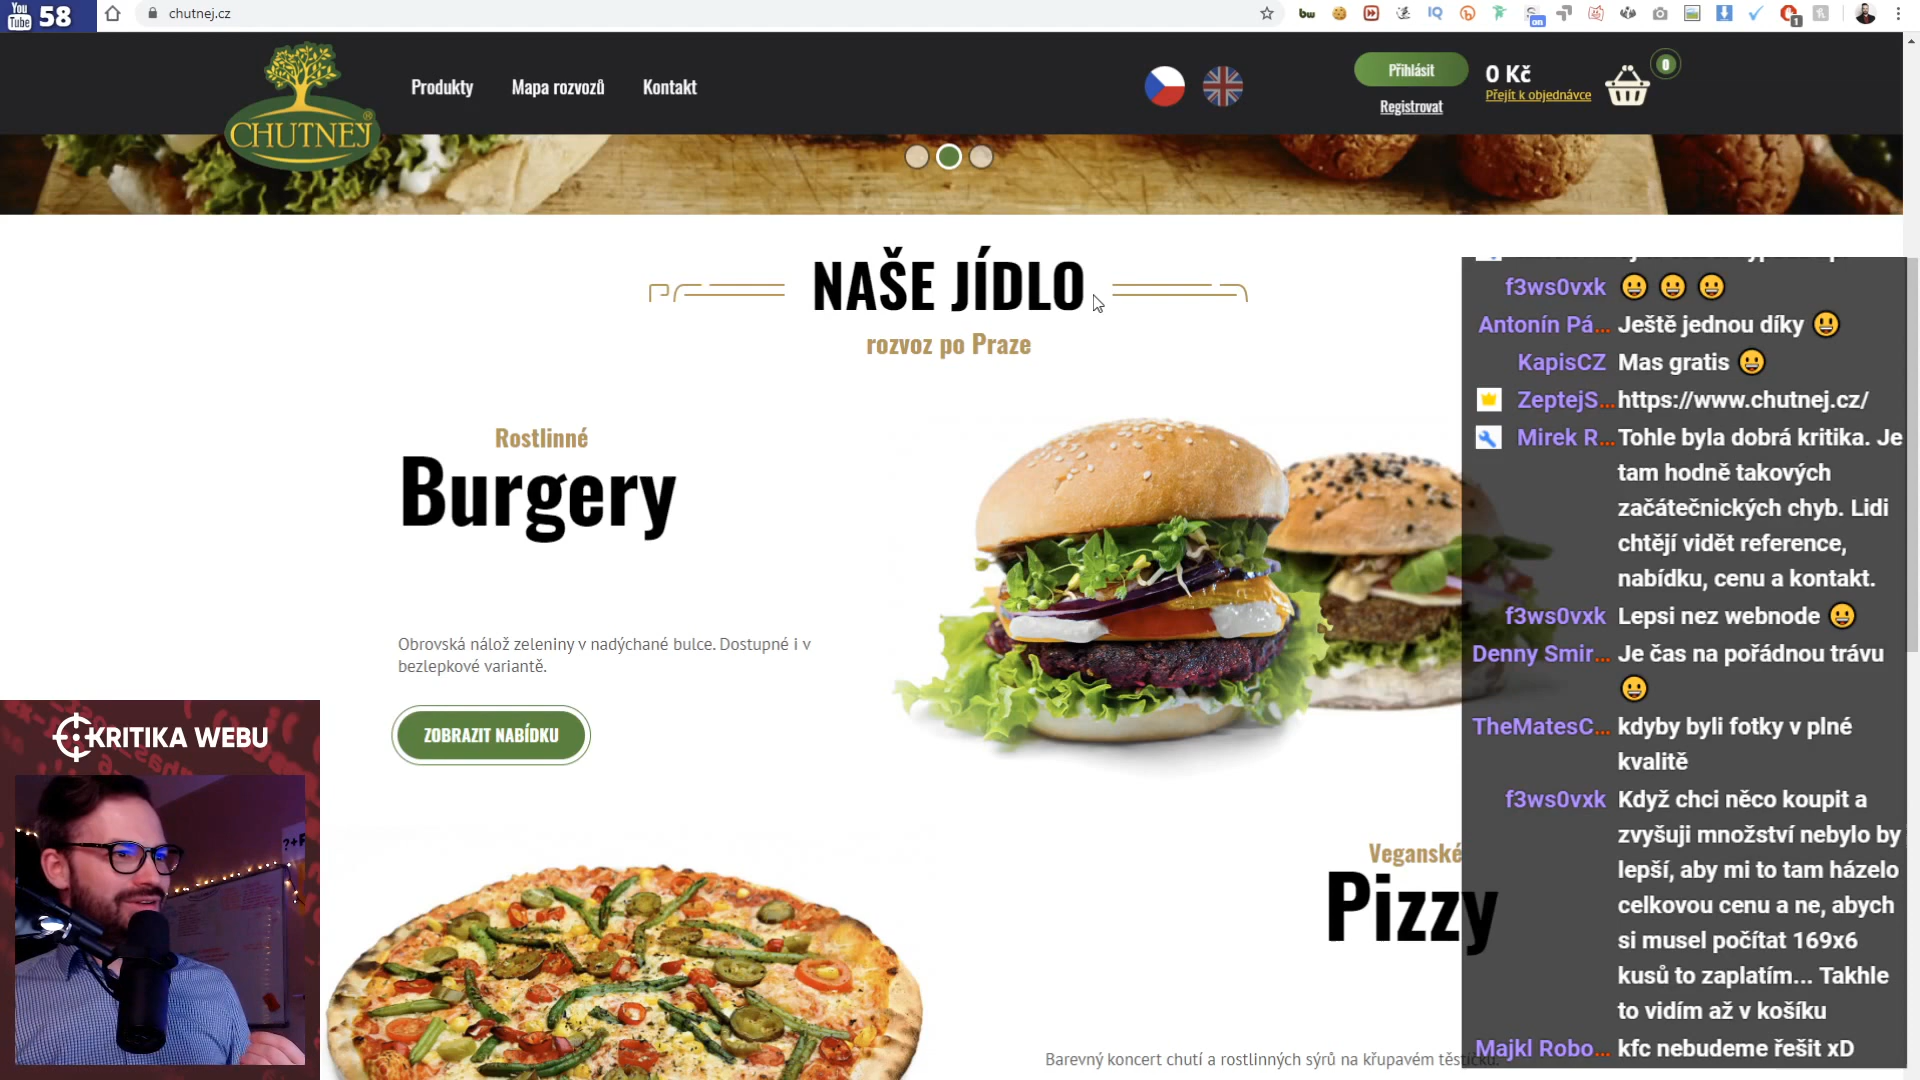 You
Tube 58
chutnej.cz
CHUTNEJ®
Produkty
Mapa rozvozů
Kontakt
Přihlásit
Registrovat
0 Kč
Přejít k objednávce
0
NAŠE JÍDLO
rozvoz po Praze
Rostlinné
Burgery
Obrovská nálož zeleniny v nadýchané bulce. Dostupné i v
bezlepkové variantě.
ZOBRAZIT NABÍDKU
Veganské
Pizzy
Barevný koncert chutí a rostlinných sýrů na křupavém těstíčku.
KRITIKA WEBU
f3ws0vxk 😀 😀 😀
Antonín Pá... Ještě jednou díky 😀
KapisCZ Mas gratis 😀
ZeptejS... https://www.chutnej.cz/
Mirek R... Tohle byla dobrá kritika. Je
tam hodně takových
začátečnických chyb. Lidi
chtějí vidět reference,
nabídku, cenu a kontakt.
f3ws0vxk Lepsi nez webnode 😀
Denny Smir... Je čas na pořádnou trávu
😀
TheMatesC... kdyby byli fotky v plné
kvalitě
f3ws0vxk Když chci něco koupit a
zvyšuji množství nebylo by
lepší, aby mi to tam házelo
celkovou cenu a ne, abych
si musel počítat 169x6
kusů to zaplatím... Takhle
to vidím až v košíku
Majkl Robo... kfc nebudeme řešit xD